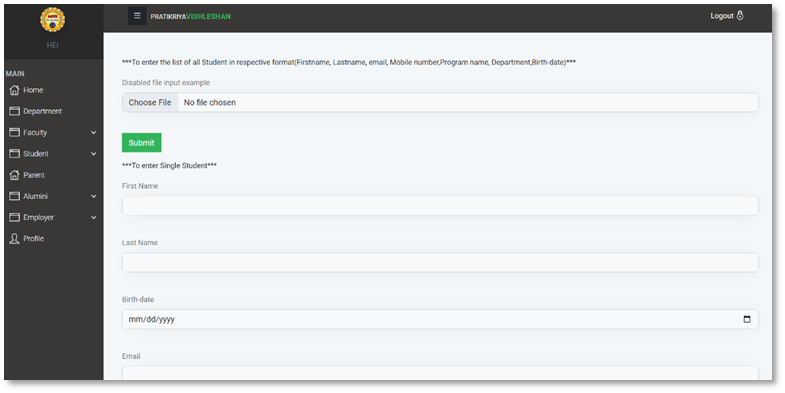 HEI
MAIN
Home
Department
Faculty
Student
Parent
Alumini
Employer
Profile
PRATIKRIYAVISHLESHAN
Logout
***To enter the list of all Student in respective format(Firstname, Lastname, email, Mobile number,Program name, Department,Birth-date)***
Disabled file input example
Choose File No file chosen
Submit
***To enter Single Student***
First Name
Last Name
Birth-date
mm/dd/yyyy
Email